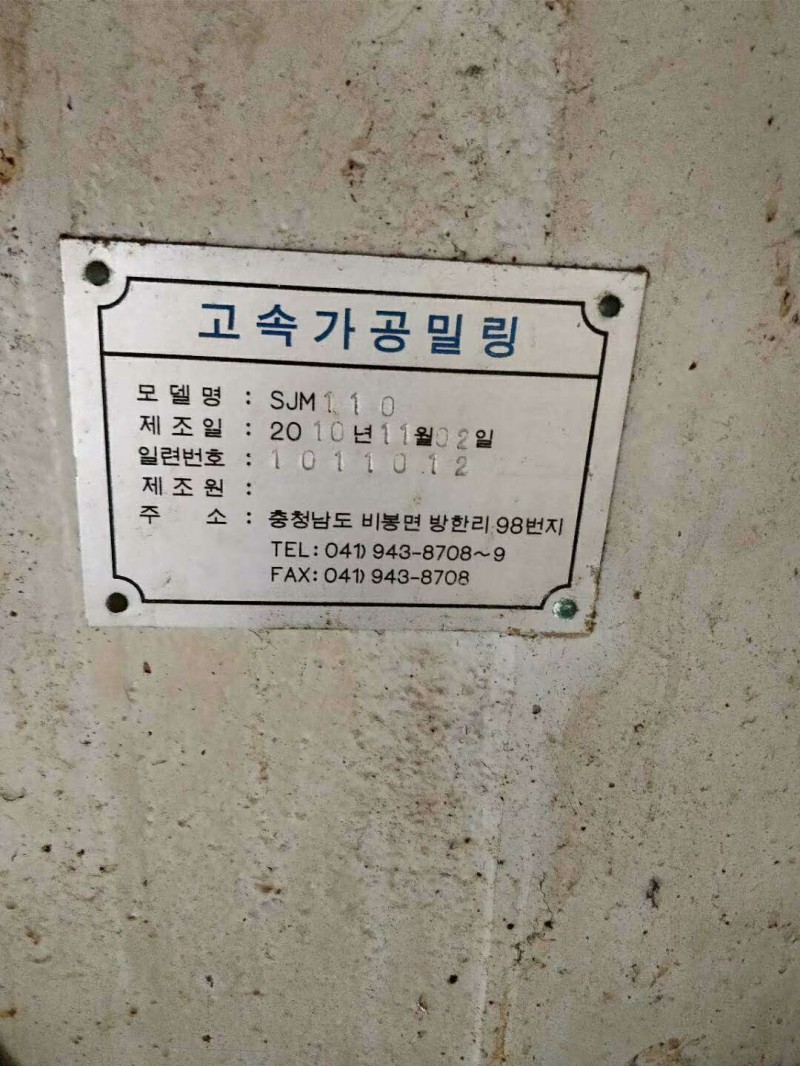 고속가공밀링
모델명 : SJM 110
제조일 : 2010년 11월 02일
일련번호 : 1011012
제조원 :
주 소 : 충청남도 비봉면 방한리 98번지
TEL : 041) 943-8708~9
FAX : 041) 943-8708